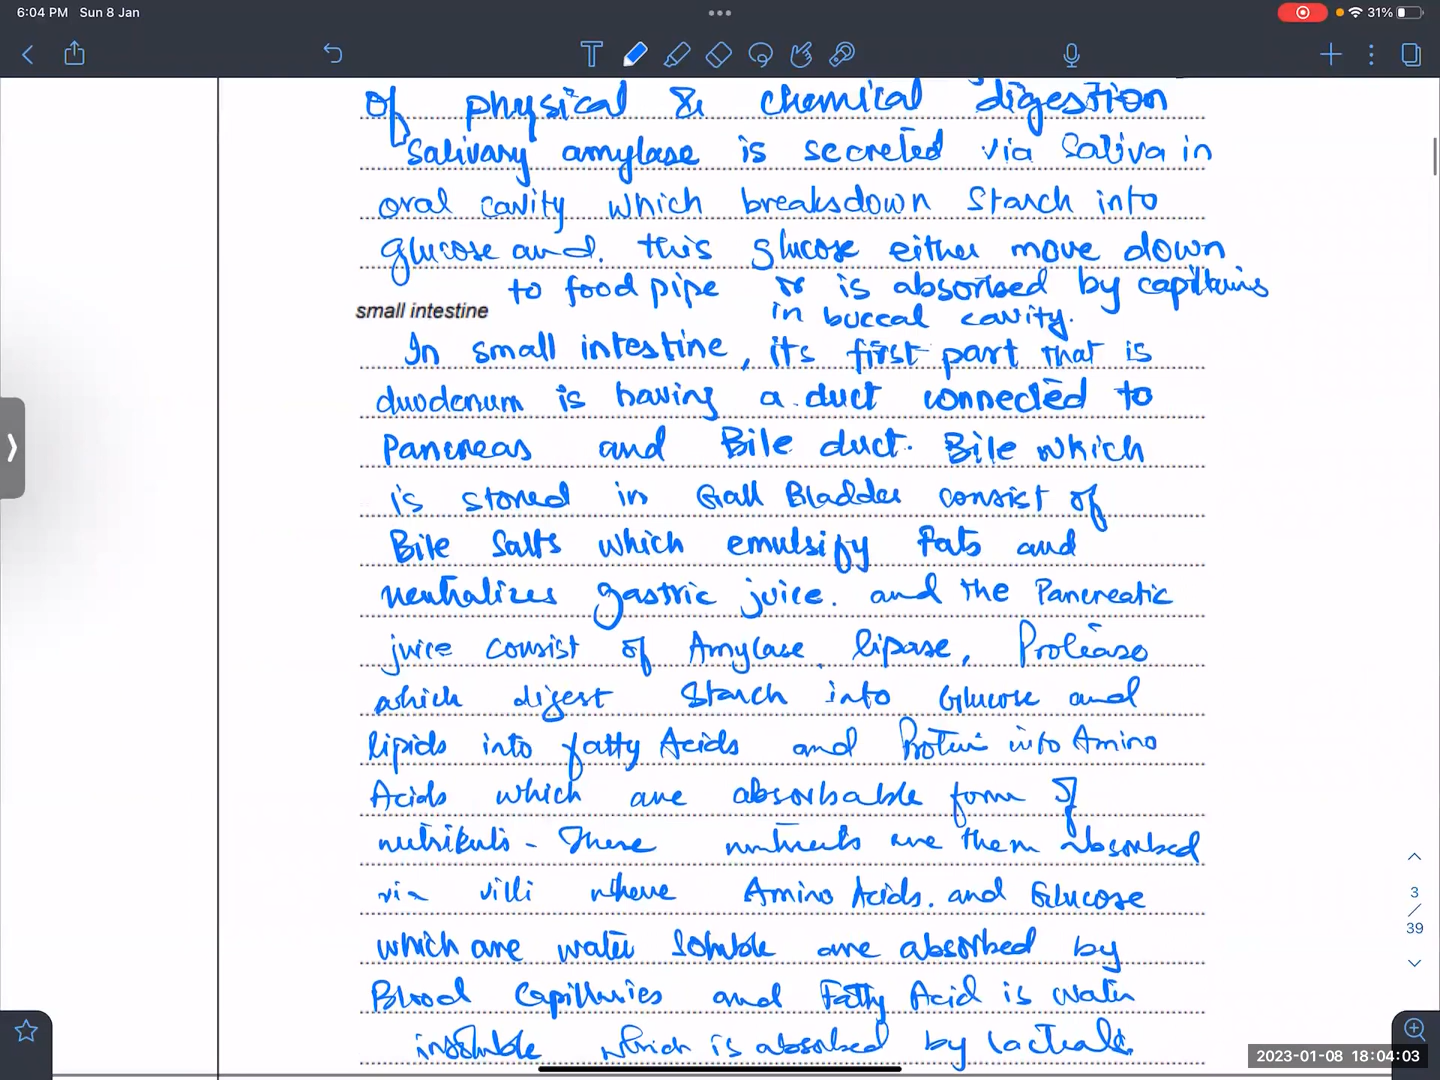 6:04 PM Sun 8 Jan
31%
of physical & chemical digestion
Salivary amylase is secreted via Saliva in
oral cavity which breaksdown Starch into
glucose and. this glucose either move down
to food pipe or is absorbed by capillaries
in buccal cavity.
small intestine
In small intestine, its first part that is
duodenum is having a duct connected to
Pancreas and Bile duct. Bile which
is stored in Gall Bladder consist of
Bile Salts which emulsify Fats and
neutralizes gastric juice. and the Pancreatic
juice consist of Amylase, lipase, Protease
which digest Starch into Glucose and
lipids into fatty Acids and Protein into Amino
Acids which are absorbable form of
nutrients - These nutrients are them absorbed
via villi where Amino Acids. and Glucose
which are water soluble are absorbed by
Blood Capillaries and Fatty Acid is water
insoluble which is absorbed by lacteals.
3
/
39
2023-01-08 18:04:03